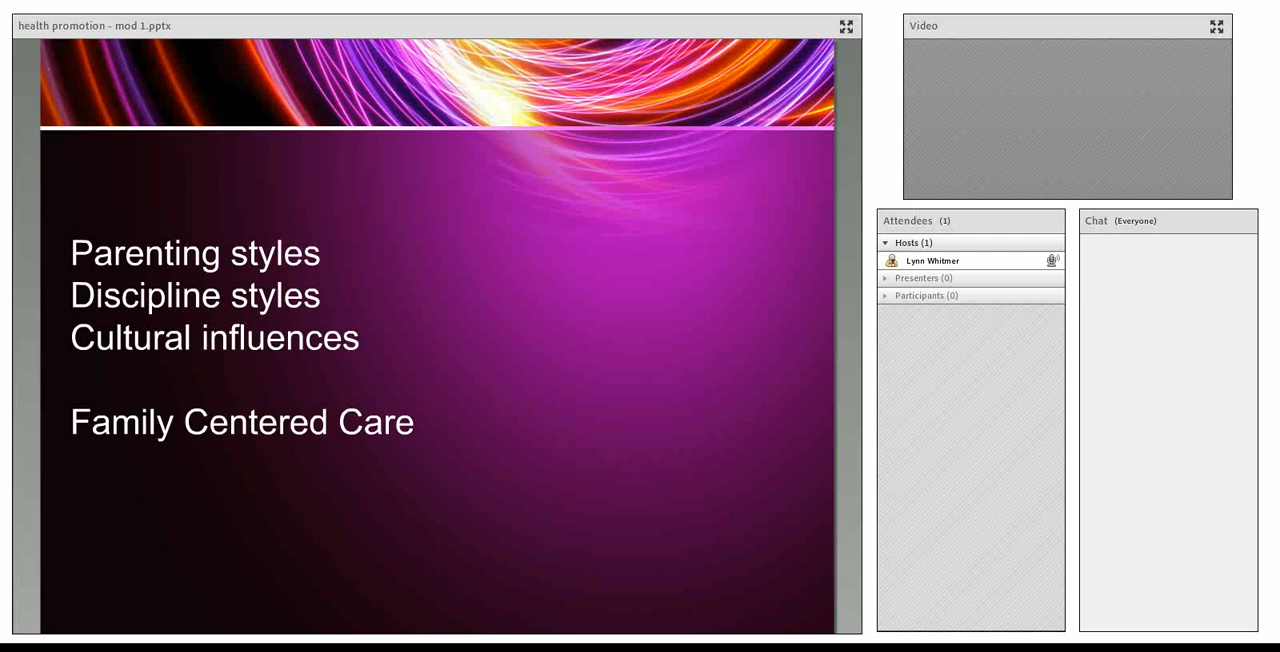 health promotion - mod 1.pptx
Parenting styles
Discipline styles
Cultural influences
Family Centered Care
Video
Attendees (1)
Hosts (1)
Lynn Whitmer
Presenters (0)
Participants (0)
Chat (Everyone)